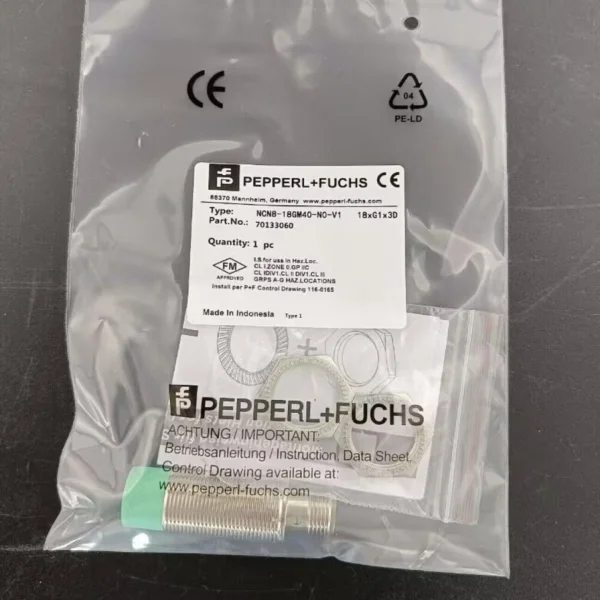 CE
04
PE-LD
PEPPERL+FUCHS CE
68370 Mannheim, Germany www.pepperl-fuchs.com
Type: NCN8-18GM40-N0-V1 18xG1x3D
Part.No.: 70133060
Quantity: 1 pc
FM
APPROVED
I.S for use in Haz.Loc.
CL I,ZONE 0,GP IIC
CL I DIV1,CL II DIV1,CL III
GRPS A-G HAZ.LOCATIONS
Install per P+F Control Drawing 116-0165
Made in Indonesia Type 1
PEPPERL+FUCHS
ACHTUNG / IMPORTANT:
Betriebsanleitung / Instruction, Data Sheet,
Control Drawing available at:
www.pepperl-fuchs.com